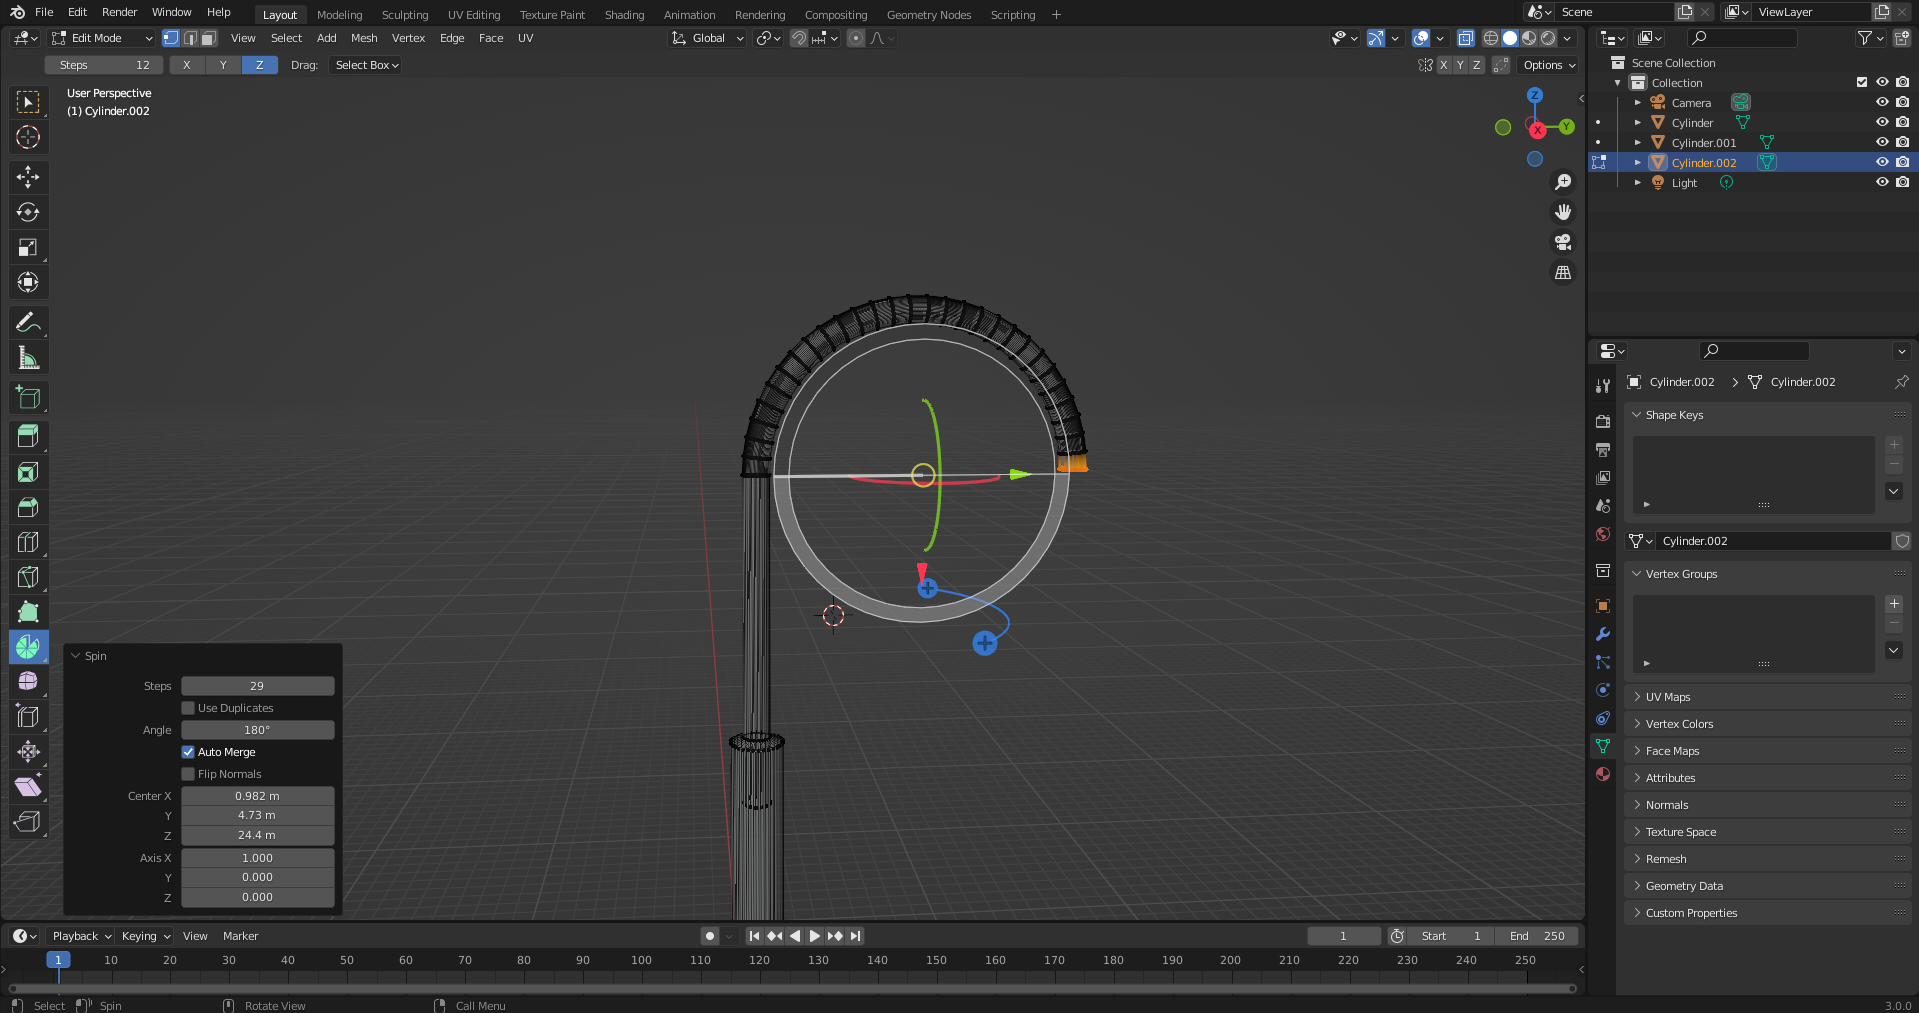 File Edit Render Window Help Layout Modeling Sculpting UV Editing Texture Paint Shading Animation Rendering Compositing Geometry Nodes Scripting + Scene ViewLayer
Edit Mode View Select Add Mesh Vertex Edge Face UV Global
Steps 12 X Y Z Drag: Select Box X Y Z Options
User Perspective
(1) Cylinder.002
Z
Y
X
Scene Collection
Collection
Camera
Cylinder
Cylinder.001
Cylinder.002
Light
Cylinder.002 Cylinder.002
Shape Keys
Cylinder.002
Vertex Groups
UV Maps
Vertex Colors
Face Maps
Attributes
Normals
Texture Space
Remesh
Geometry Data
Custom Properties
Spin
Steps 29
Use Duplicates
Angle 180°
Auto Merge
Flip Normals
Center X 0.982 m
Y 4.73 m
Z 24.4 m
Axis X 1.000
Y 0.000
Z 0.000
Playback Keying View Marker 1 Start 1 End 250
1 10 20 30 40 50 60 70 80 90 100 110 120 130 140 150 160 170 180 190 200 210 220 230 240 250
Select Spin Rotate View Call Menu 3.0.0